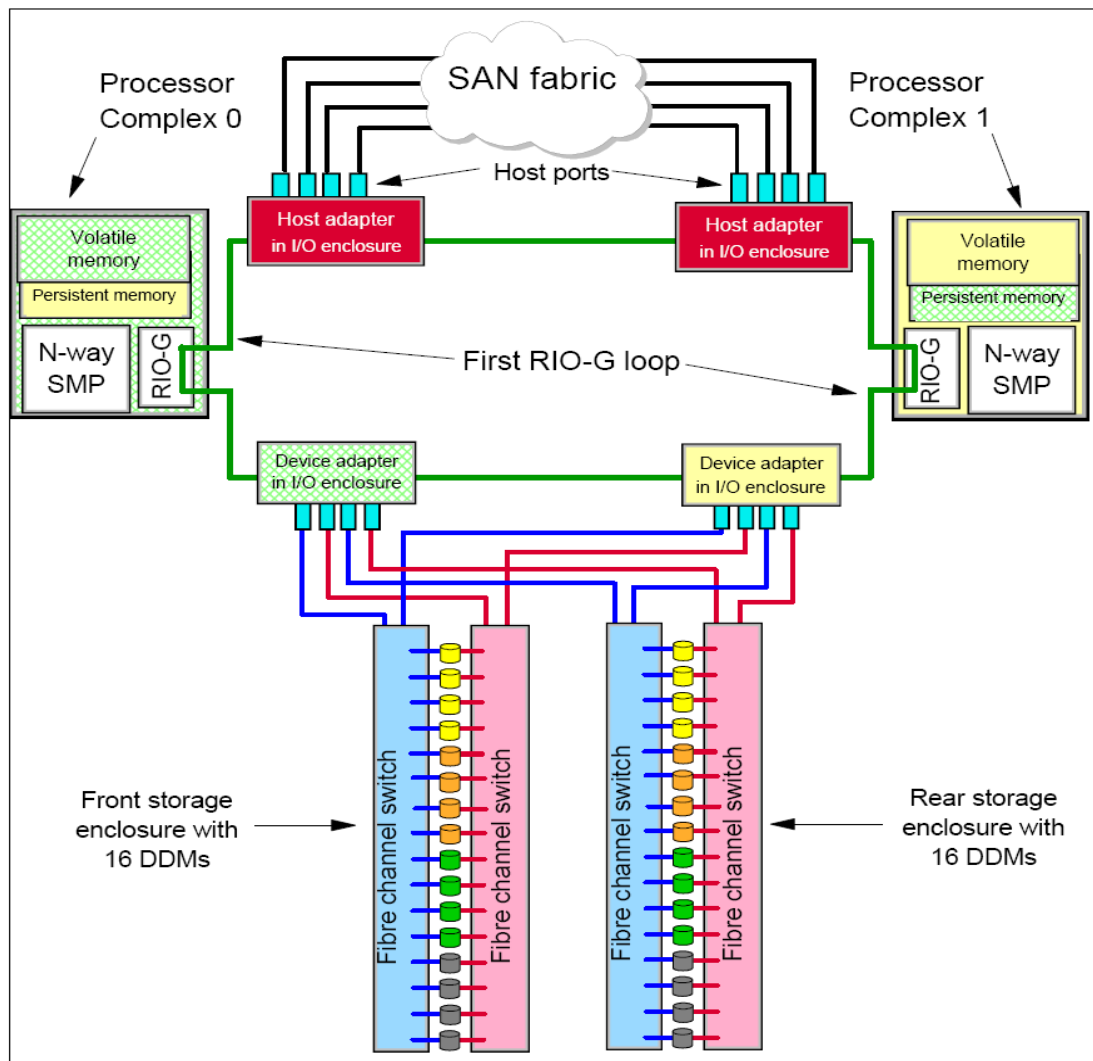 SAN fabric
Processor
Complex 0
Processor
Complex 1
Host ports
Host adapter
in I/O enclosure
Host adapter
in I/O enclosure
Volatile
memory
Persistent memory
N-way
SMP
RIO-G
Volatile
memory
Persistent memory
RIO-G
N-way
SMP
First RIO-G loop
Device adapter
in I/O enclosure
Device adapter
in I/O enclosure
Front storage
enclosure with
16 DDMs
Fibre channel switch
Fibre channel switch
Fibre channel switch
Fibre channel switch
Rear storage
enclosure with
16 DDMs